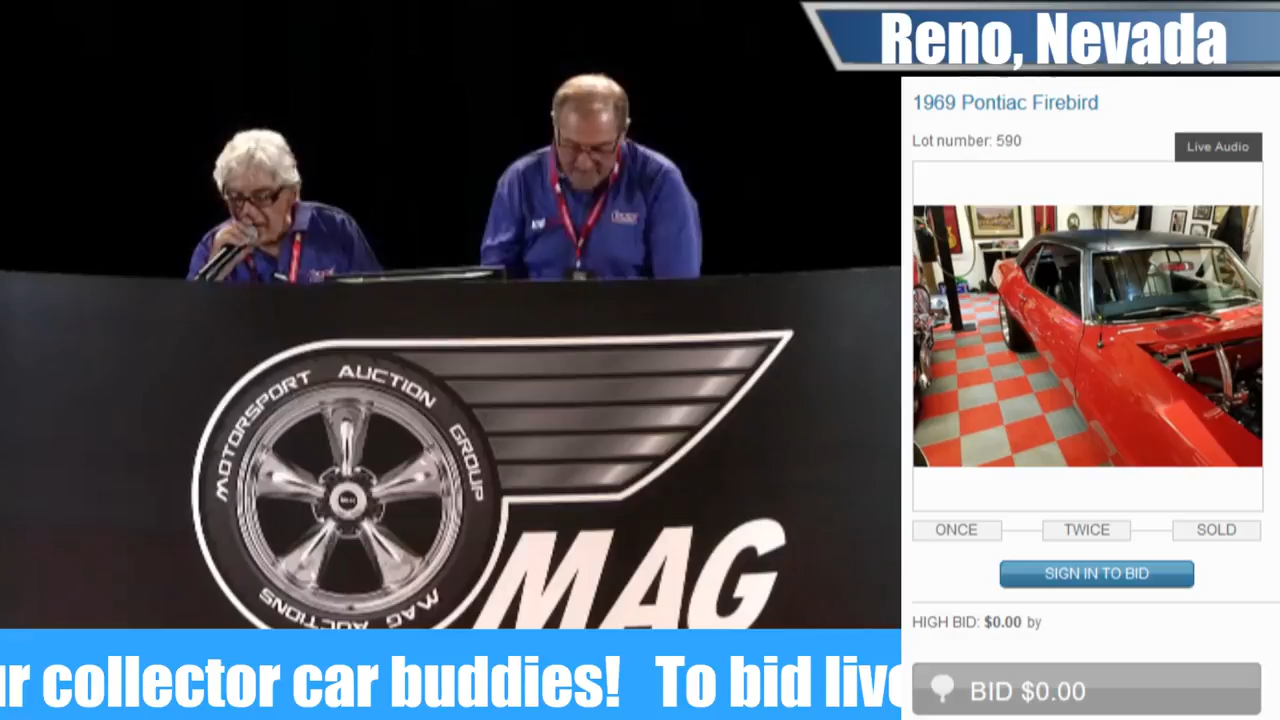 Reno, Nevada
1969 Pontiac Firebird
Lot number: 590
Live Audio
MOTORSPORT AUCTION GROUP
MAG AUCTIONS
MAG
ONCE
TWICE
SOLD
SIGN IN TO BID
HIGH BID: $0.00 by
BID $0.00
r collector car buddies! To bid live